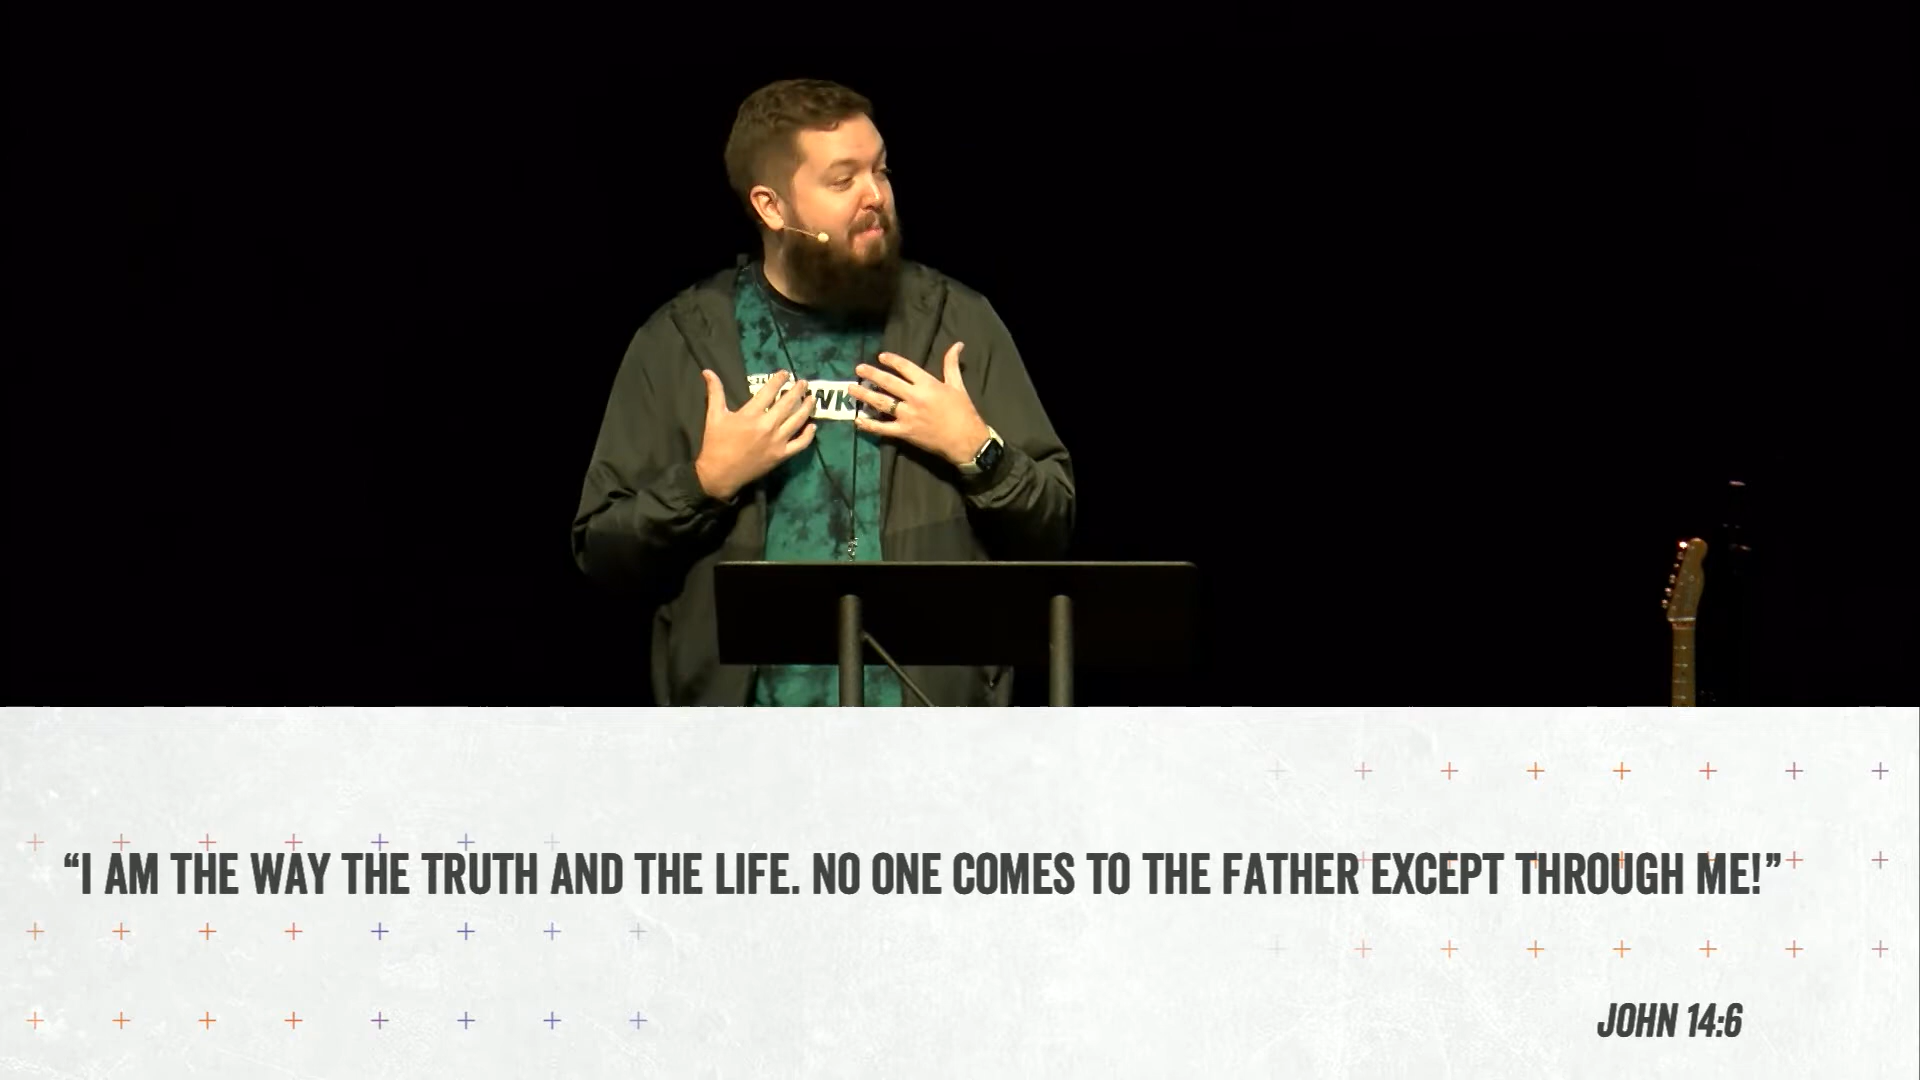 “I AM THE WAY THE TRUTH AND THE LIFE. NO ONE COMES TO THE FATHER EXCEPT THROUGH ME!”
JOHN 14:6